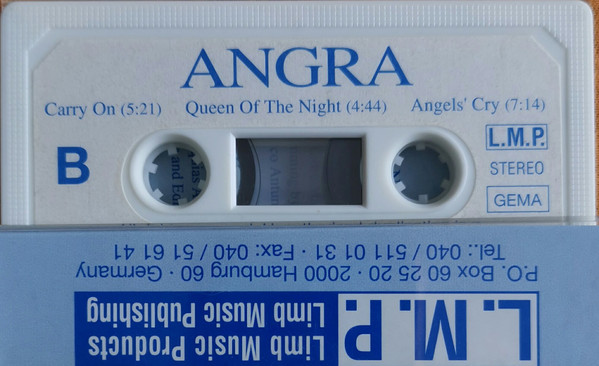 ANGRA
Carry On (5:21) Queen Of The Night (4:44) Angels' Cry (7:14)
B
L.M.P.
STEREO
GEMA
L.M.P.
Limb Music Products
Limb Music Publishing
P.O. Box 60 25 20 · 2000 Hamburg 60 · Germany
Tel.: 040 / 511 01 31 · Fax: 040 / 51 61 41